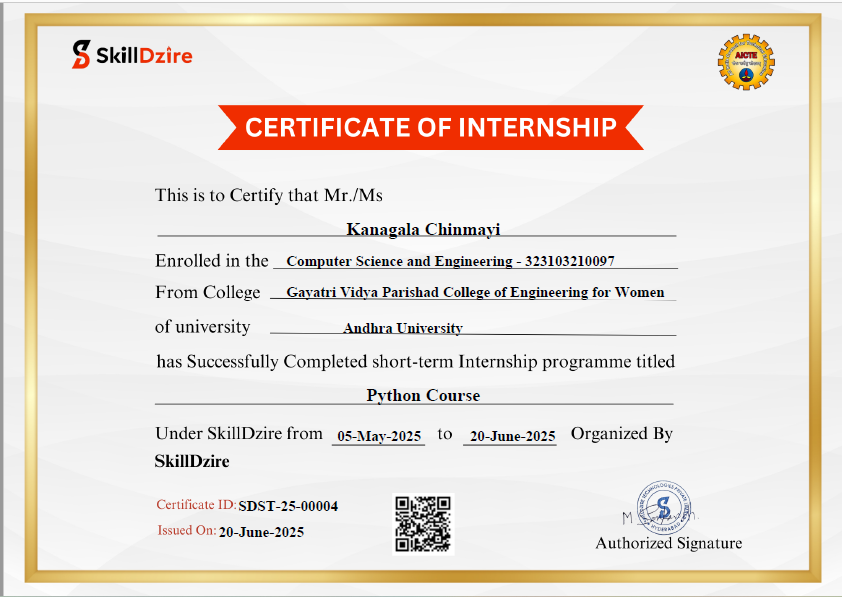 SkillDzire
AICTE
CERTIFICATE OF INTERNSHIP
This is to Certify that Mr./Ms
Kanagala Chinmayi
Enrolled in the Computer Science and Engineering - 323103210097
From College Gayatri Vidya Parishad College of Engineering for Women
of university Andhra University
has Successfully Completed short-term Internship programme titled
Python Course
Under SkillDzire from 05-May-2025 to 20-June-2025 Organized By
SkillDzire
Certificate ID: SDST-25-00004
Issued On: 20-June-2025
Authorized Signature